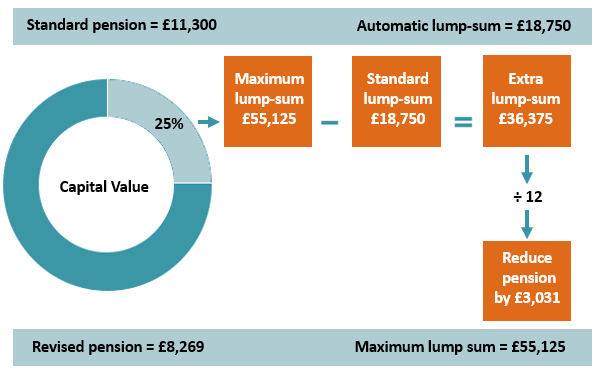 Standard pension = £11,300
Automatic lump-sum = £18,750
25%
Capital Value
Maximum
lump-sum
£55,125
–
Standard
lump-sum
£18,750
=
Extra
lump-sum
£36,375
÷ 12
Reduce
pension
by £3,031
Revised pension = £8,269
Maximum lump sum = £55,125